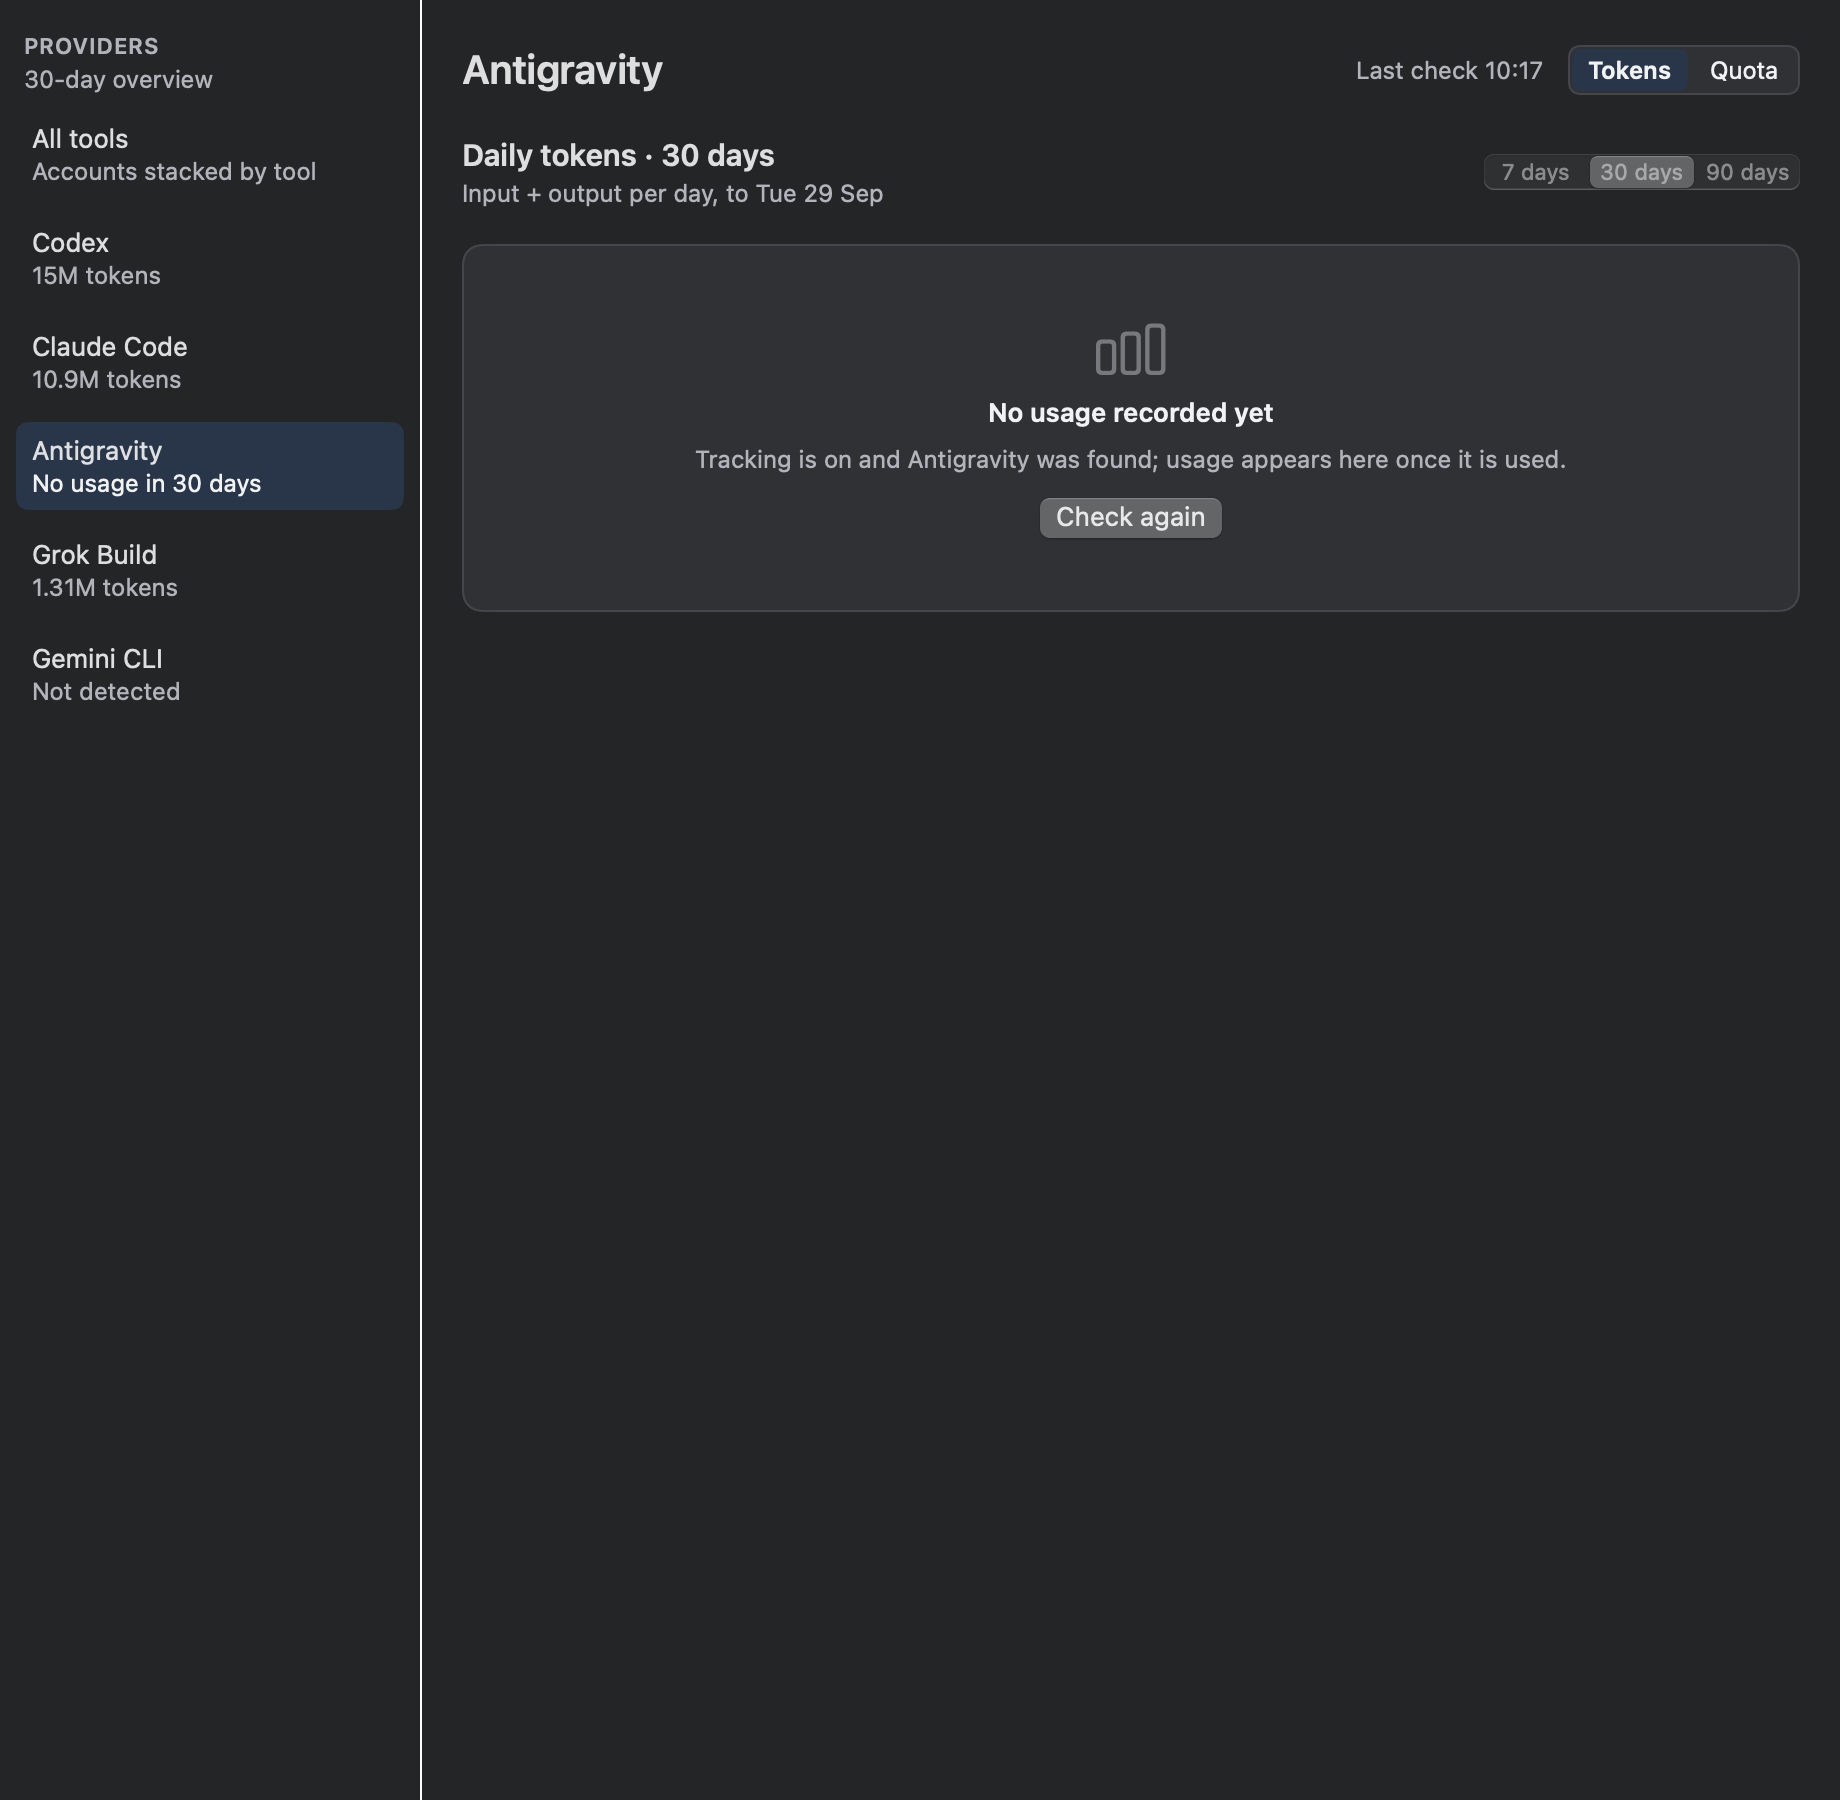 PROVIDERS
30-day overview
All tools
Accounts stacked by tool
Codex
15M tokens
Claude Code
10.9M tokens
Antigravity
No usage in 30 days
Grok Build
1.31M tokens
Gemini CLI
Not detected
Antigravity
Last check 10:17
Tokens
Quota
Daily tokens · 30 days
Input + output per day, to Tue 29 Sep
7 days
30 days
90 days
No usage recorded yet
Tracking is on and Antigravity was found; usage appears here once it is used.
Check again